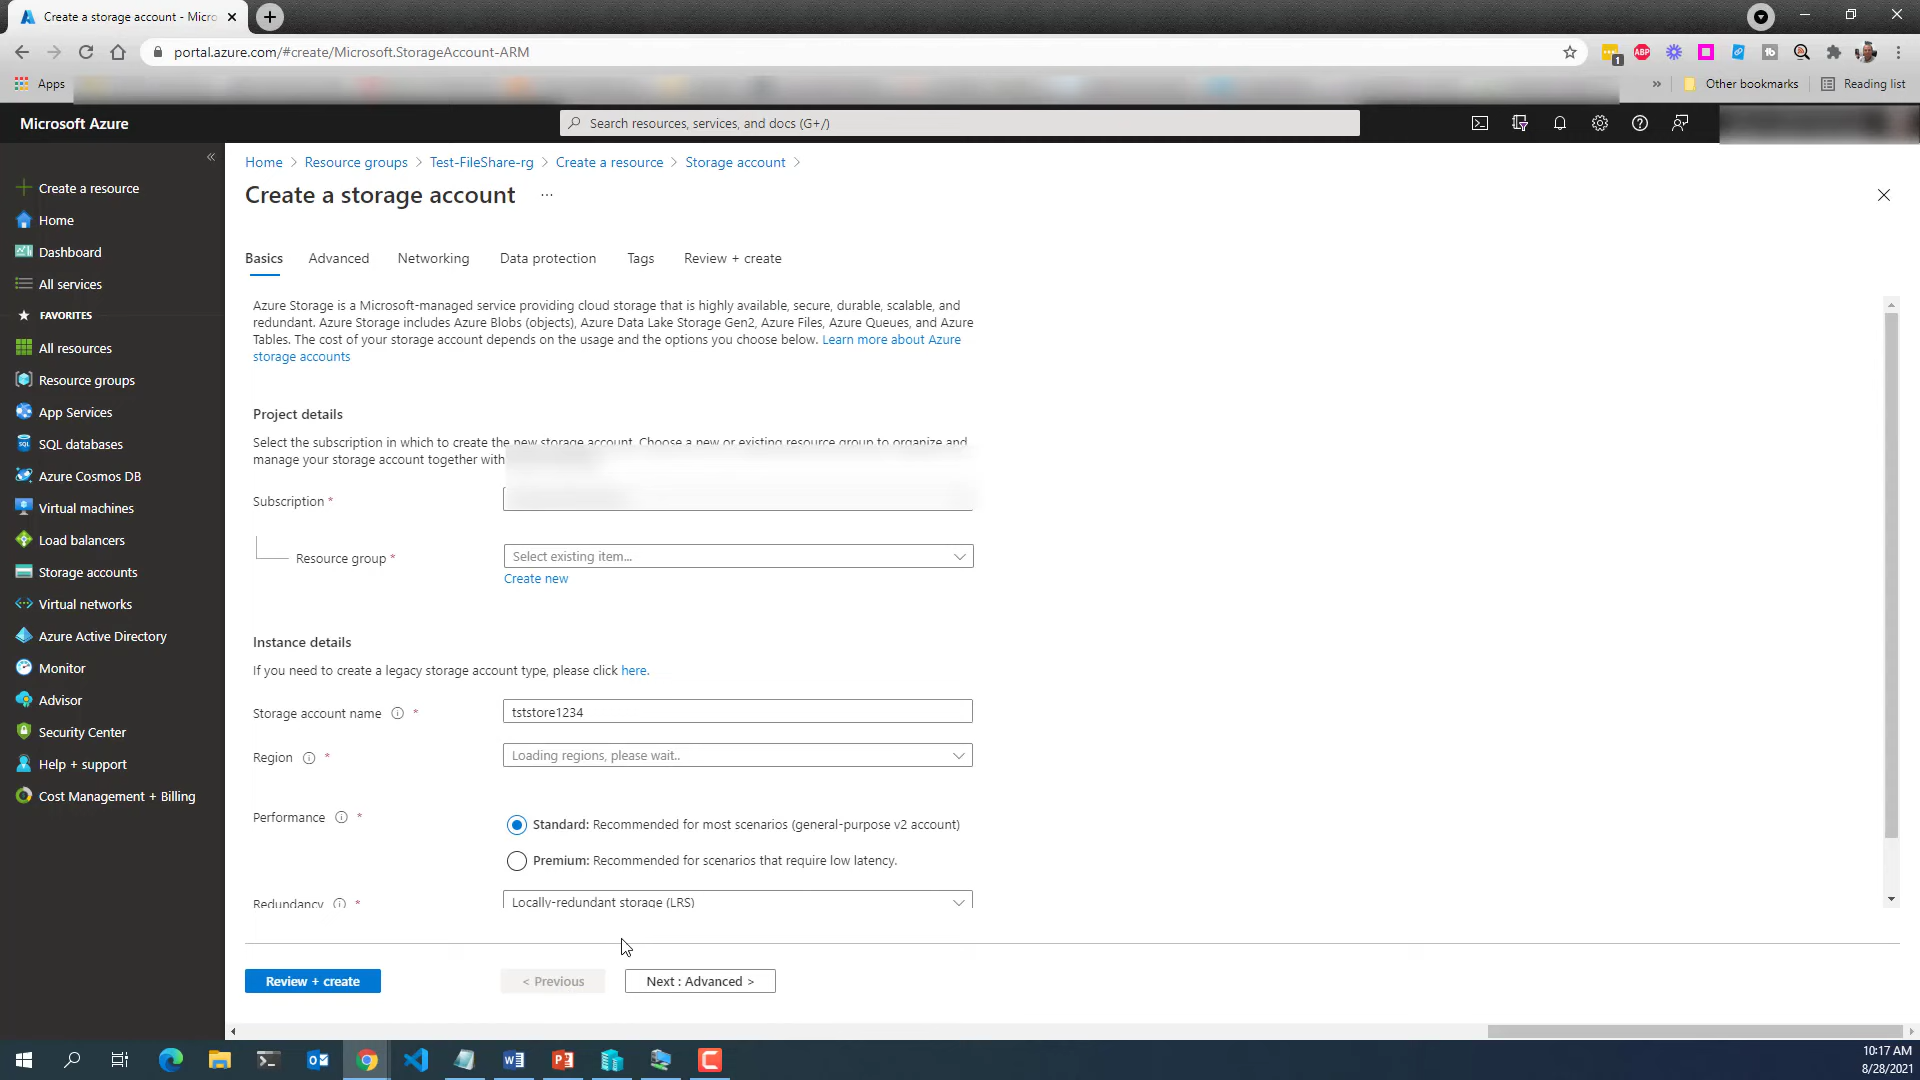 Create a storage account - Micro
portal.azure.com/#create/Microsoft.StorageAccount-ARM
1
ABP
Apps
»
Other bookmarks
Reading list
Microsoft Azure
Search resources, services, and docs (G+/)
Home > Resource groups > Test-FileShare-rg > Create a resource > Storage account >
Create a storage account ...
Create a resource
Home
Dashboard
All services
FAVORITES
All resources
Resource groups
App Services
SQL databases
Azure Cosmos DB
Virtual machines
Load balancers
Storage accounts
Virtual networks
Azure Active Directory
Monitor
Advisor
Security Center
Help + support
Cost Management + Billing
Basics Advanced Networking Data protection Tags Review + create
Azure Storage is a Microsoft-managed service providing cloud storage that is highly available, secure, durable, scalable, and
redundant. Azure Storage includes Azure Blobs (objects), Azure Data Lake Storage Gen2, Azure Files, Azure Queues, and Azure
Tables. The cost of your storage account depends on the usage and the options you choose below. Learn more about Azure
storage accounts
Project details
Select the subscription in which to create the new storage account. Choose a new or existing resource group to organize and
manage your storage account together with
Subscription *
Resource group *
Select existing item...
Create new
Instance details
If you need to create a legacy storage account type, please click here.
Storage account name *
tststore1234
Region *
Loading regions, please wait..
Performance *
Standard: Recommended for most scenarios (general-purpose v2 account)
Premium: Recommended for scenarios that require low latency.
Redundancy *
Locally-redundant storage (LRS)
Review + create
< Previous
Next : Advanced >
10:17 AM
8/28/2021